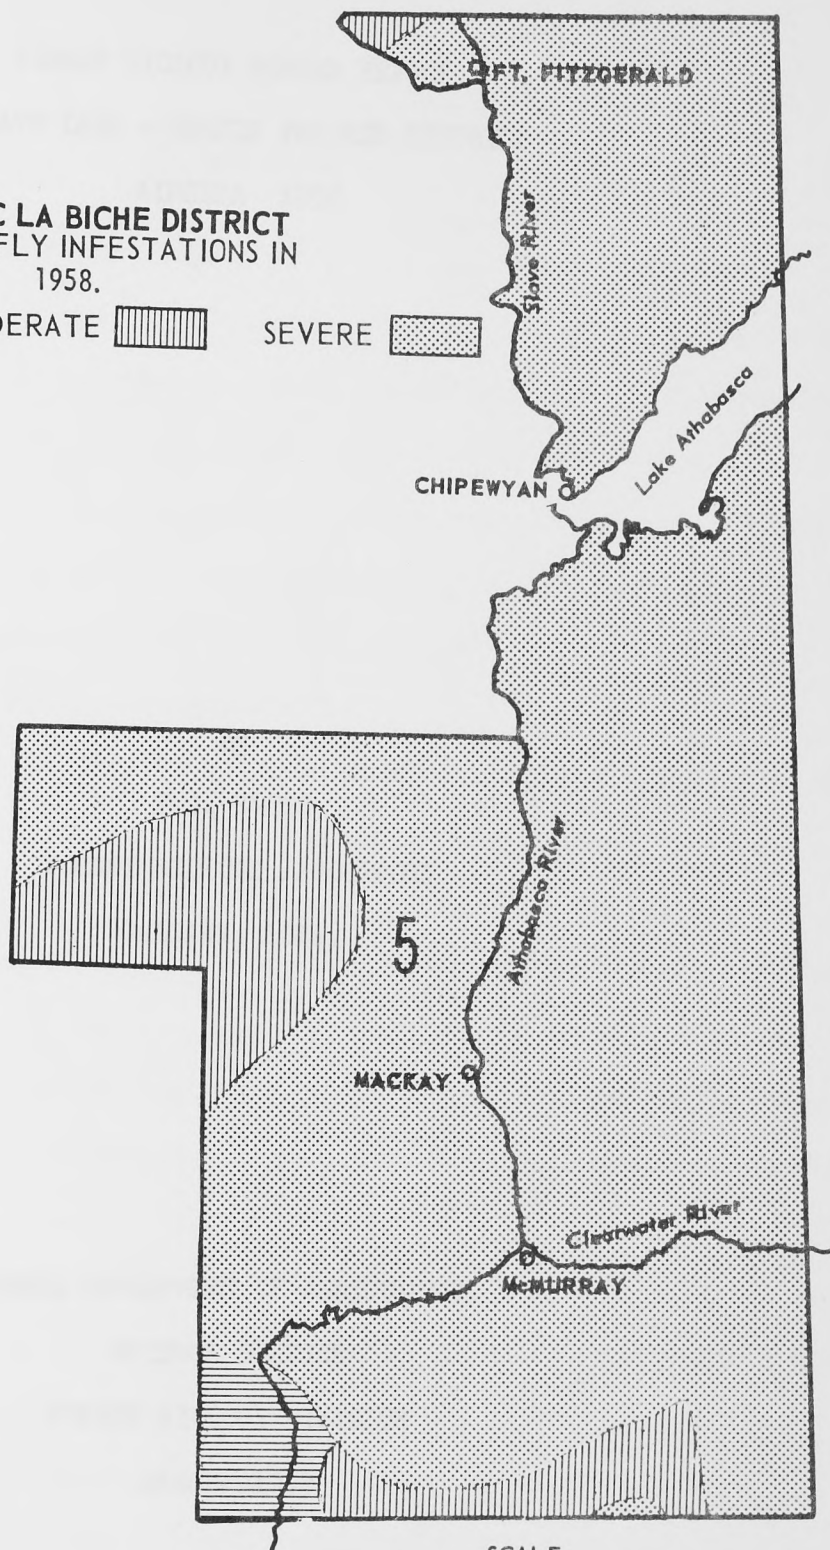 C LA BICHE DISTRICT
FLY INFESTATIONS IN
1958.
DERATE SEVERE
FT. FITZGERALD
Slave River
Lake Athabasca
CHIPEWYAN
5
Athabasca River
MACKAY
Clearwater River
McMURRAY
SCALE